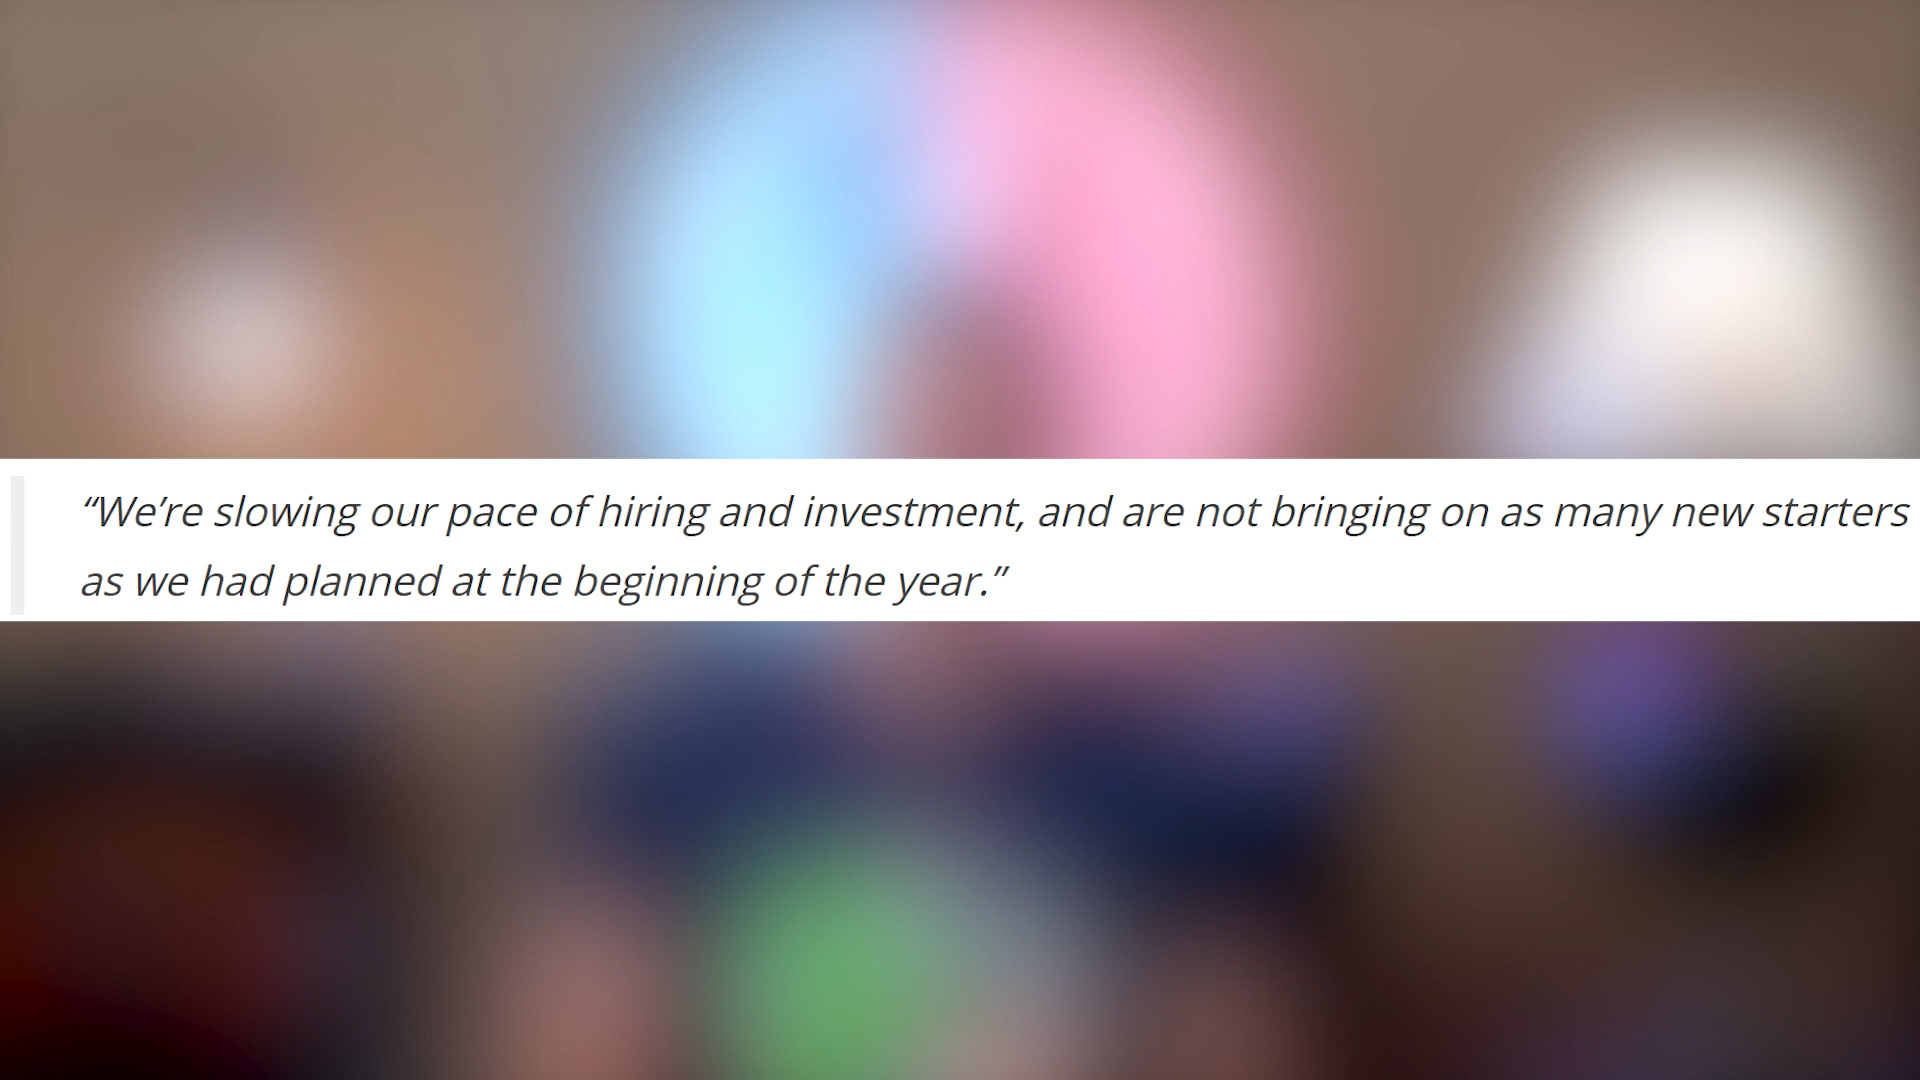 “We’re slowing our pace of hiring and investment, and are not bringing on as many new starters
as we had planned at the beginning of the year.”